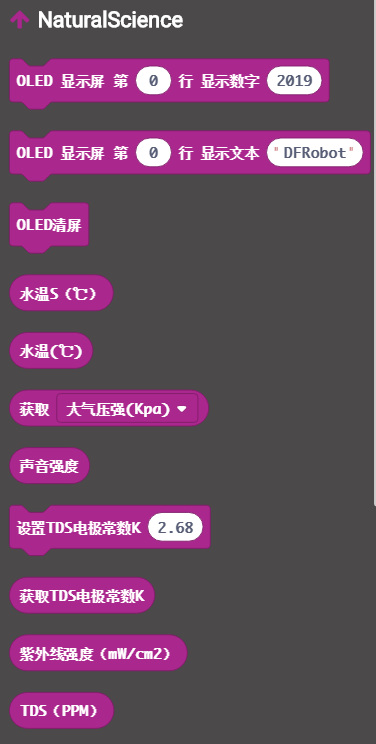 NaturalScience
OLED 显示屏 第 0 行 显示数字 2019
OLED 显示屏 第 0 行 显示文本 "DFRobot"
OLED清屏
水温S（℃）
水温(℃)
获取 大气压强(Kpa)
声音强度
设置TDS电极常数K 2.68
获取TDS电极常数K
紫外线强度（mW/cm2）
TDS（PPM）